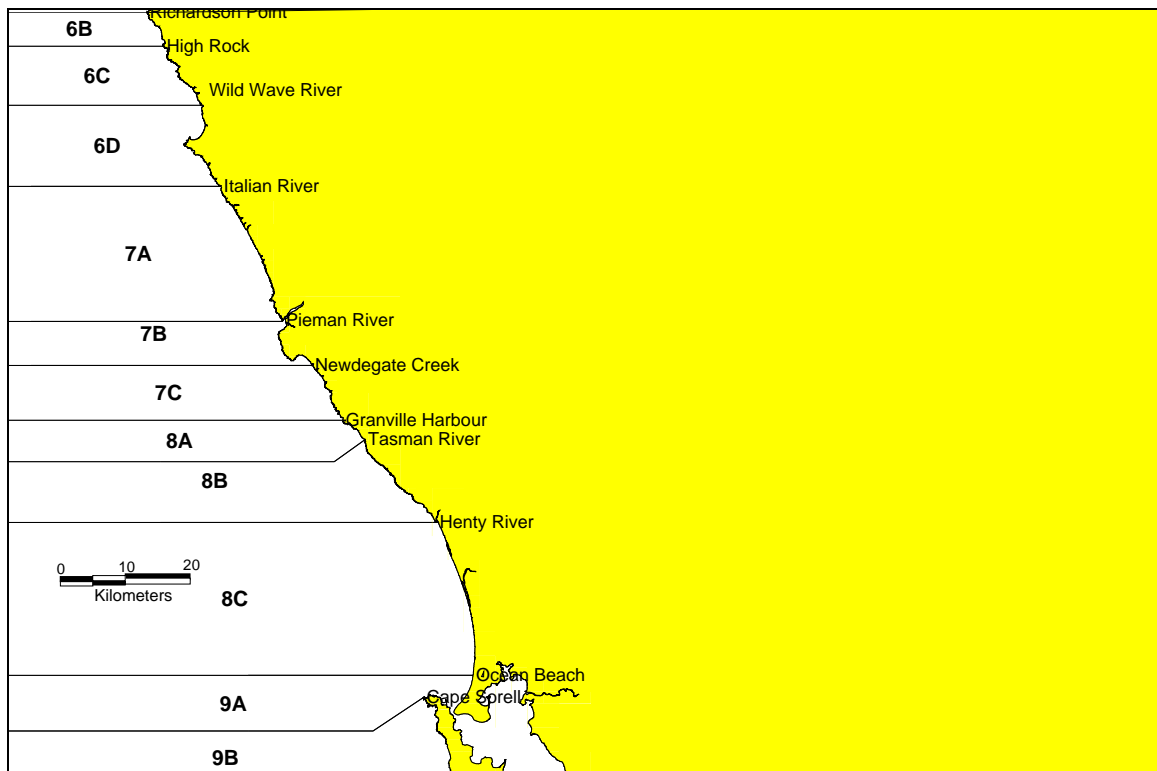 Richardson Point
6B
High Rock
6C
Wild Wave River
6D
Italian River
7A
Pieman River
7B
Newdegate Creek
7C
Granville Harbour
8A
Tasman River
8B
Henty River
0 10 20
Kilometers
8C
Ocean Beach
Cape Sorell
9A
9B